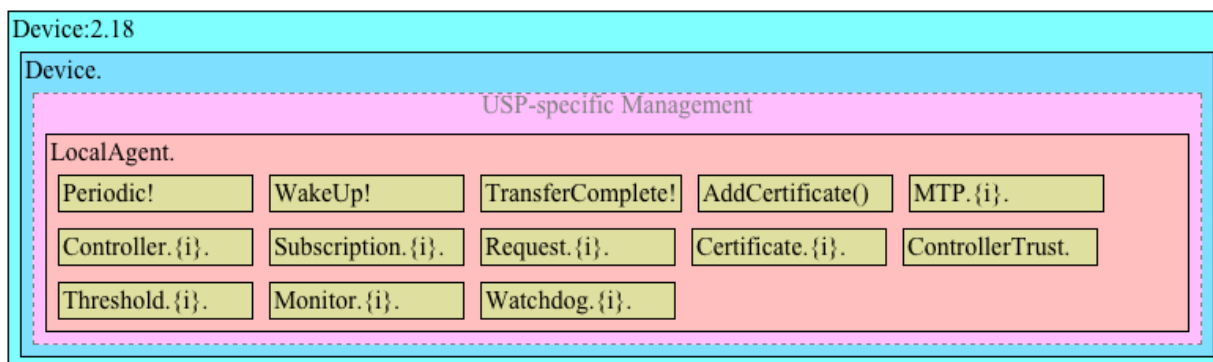 Device:2.18
Device.
USP-specific Management
LocalAgent.
Periodic! WakeUp! TransferComplete! AddCertificate() MTP.{i}.
Controller.{i}. Subscription.{i}. Request.{i}. Certificate.{i}. ControllerTrust.
Threshold.{i}. Monitor.{i}. Watchdog.{i}.